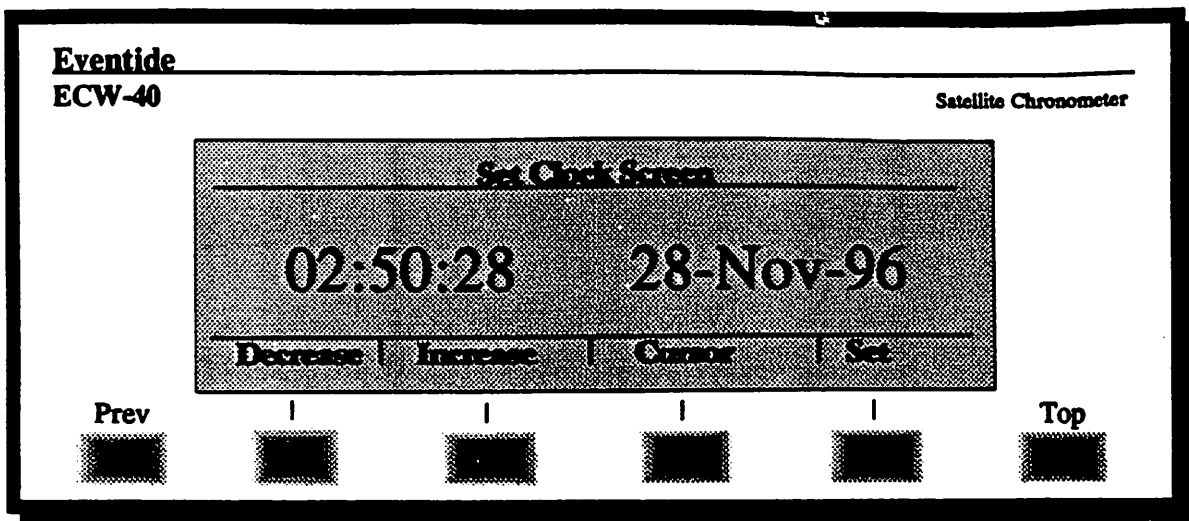 Eventide
ECW-40
Satellite Chronometer
Set Clock Screen
02:50:28 28-Nov-96
Decrease | Increase | Cursor | Set
Prev Top